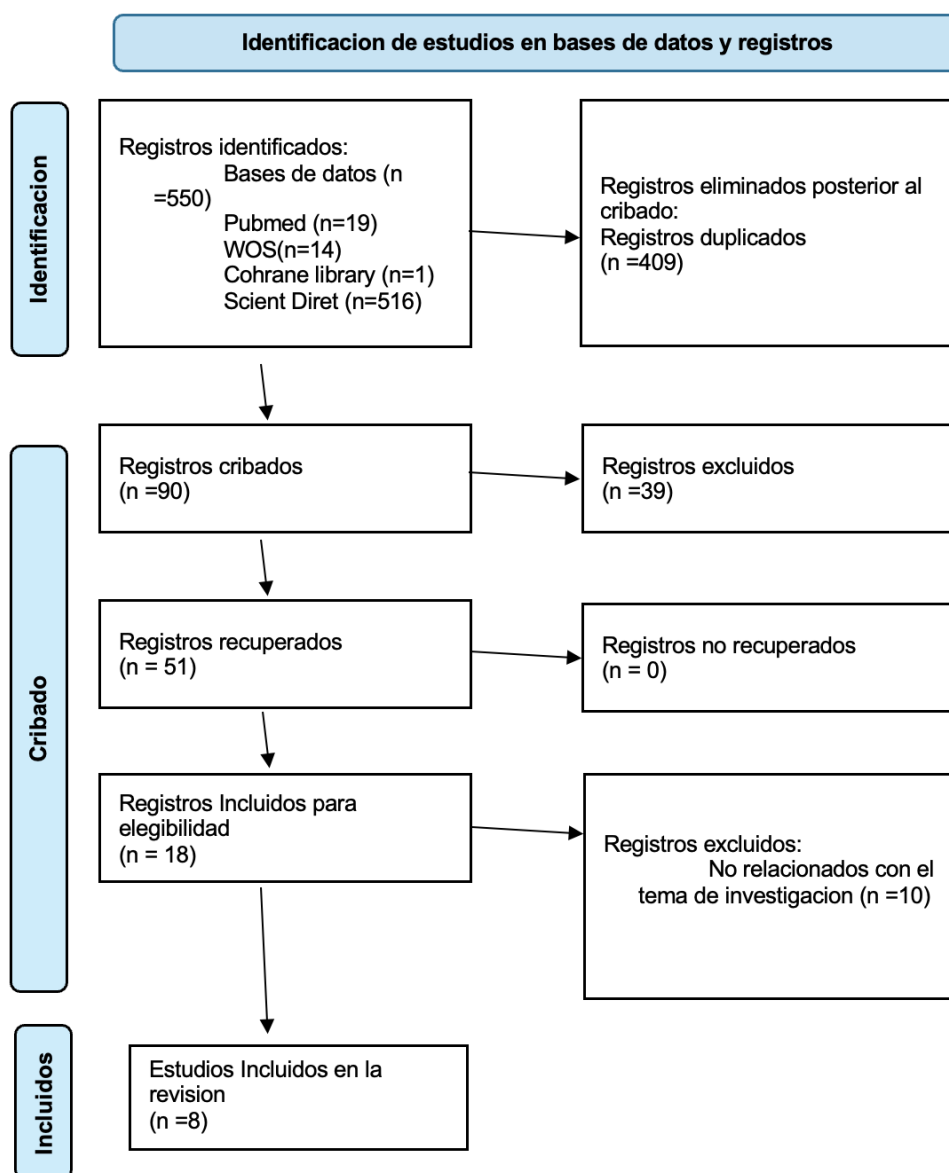 Identificacion de estudios en bases de datos y registros
Identificacion
Registros identificados:
Bases de datos (n
=550)
Pubmed (n=19)
WOS(n=14)
Cohrane library (n=1)
Scient Diret (n=516)
Registros eliminados posterior al
cribado:
Registros duplicados
(n =409)
Cribado
Registros cribados
(n =90)
Registros excluidos
(n =39)
Registros recuperados
(n = 51)
Registros no recuperados
(n = 0)
Registros Incluidos para
elegibilidad
(n = 18)
Registros excluidos:
No relacionados con el
tema de investigacion (n =10)
Incluidos
Estudios Incluidos en la
revision
(n =8)